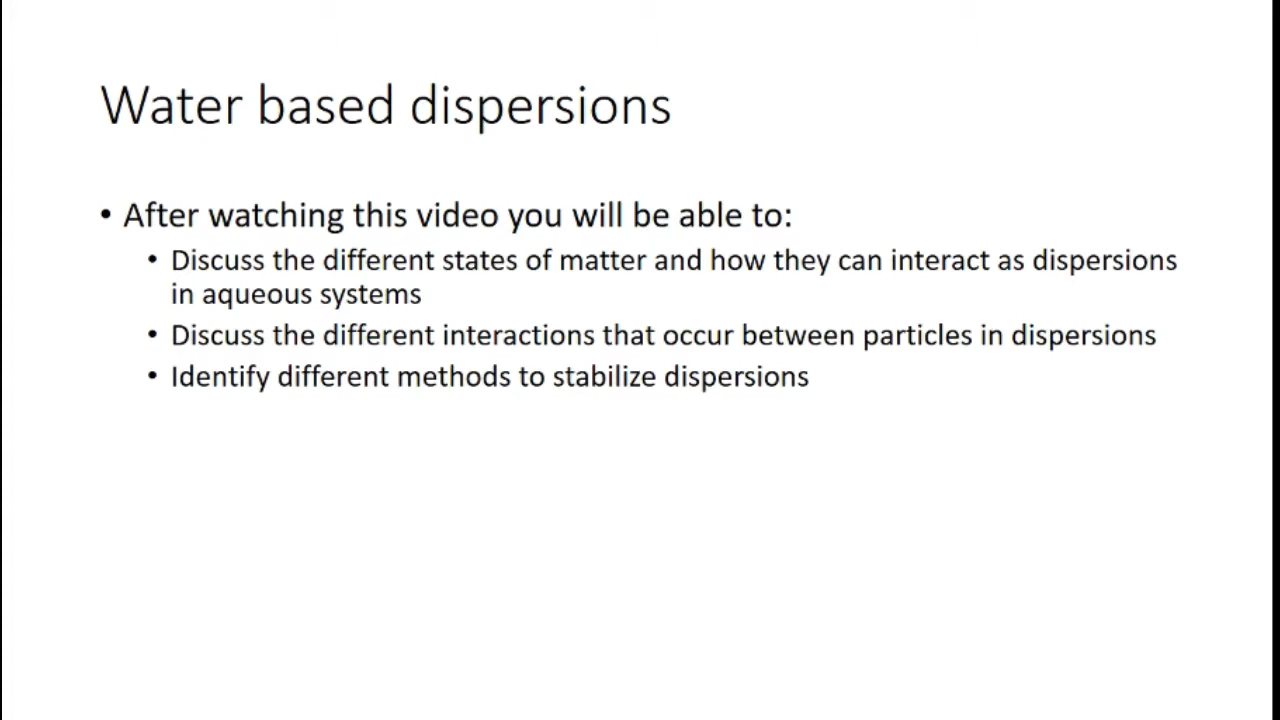 Water based dispersions
• After watching this video you will be able to:
• Discuss the different states of matter and how they can interact as dispersions
in aqueous systems
• Discuss the different interactions that occur between particles in dispersions
• Identify different methods to stabilize dispersions